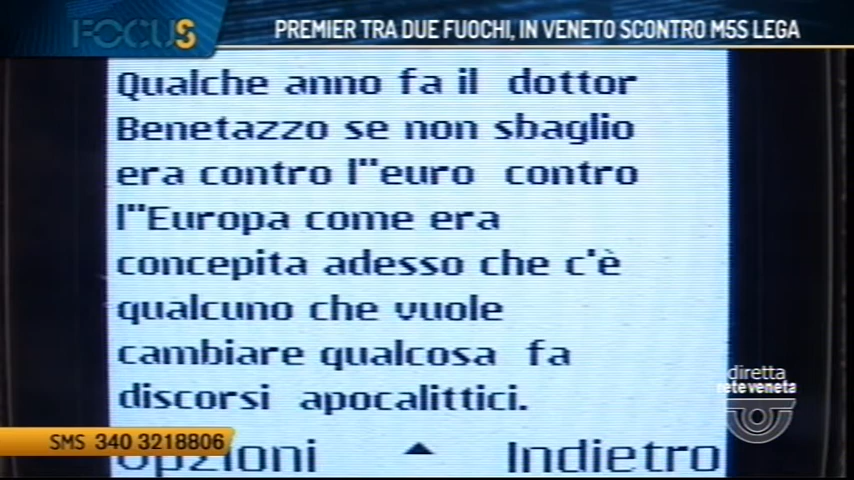 FOCUS
PREMIER TRA DUE FUOCHI, IN VENETO SCONTRO M5S LEGA
Qualche anno fa il dottor
Benetazzo se non sbaglio
era contro l"euro contro
l"Europa come era
concepita adesso che c'è
qualcuno che vuole
cambiare qualcosa fa
discorsi apocalittici.
diretta
reteveneta
SMS 340 3218806
Opzioni Indietro